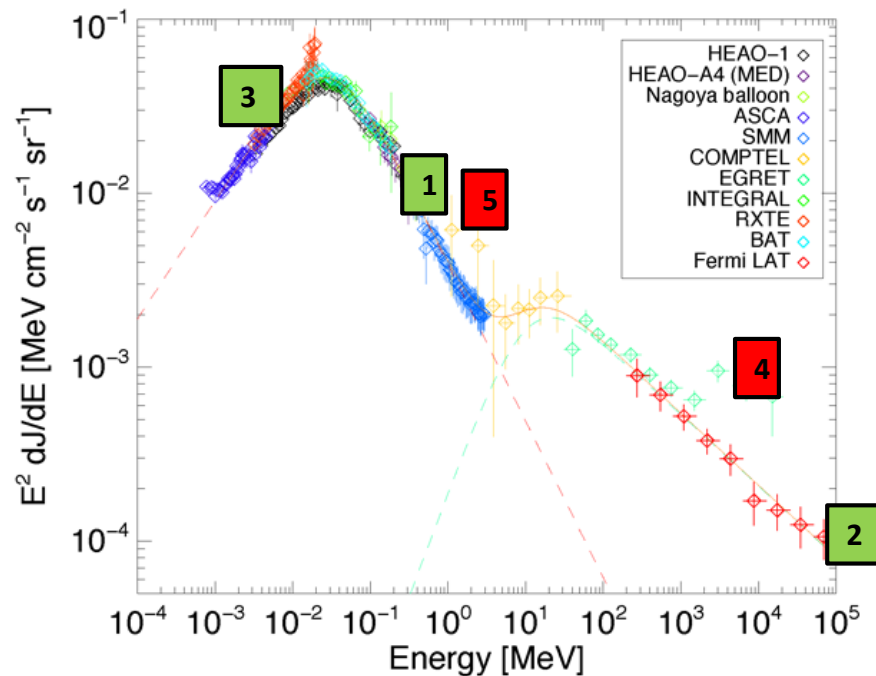 10⁻¹
10⁻²
10⁻³
10⁻⁴
E² dJ/dE [MeV cm⁻² s⁻¹ sr⁻¹]
HEAO-1
HEAO-A4 (MED)
Nagoya balloon
ASCA
SMM
COMPTEL
EGRET
INTEGRAL
RXTE
BAT
Fermi LAT
3
1
5
4
2
10⁻⁴ 10⁻³ 10⁻² 10⁻¹ 10⁰ 10¹ 10² 10³ 10⁴ 10⁵
Energy [MeV]